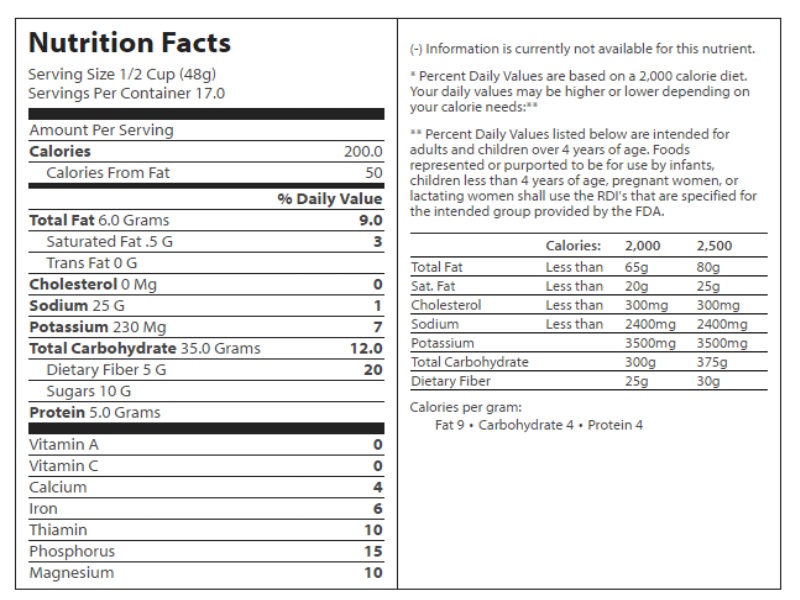 Nutrition Facts
Serving Size 1/2 Cup (48g)
Servings Per Container 17.0
Amount Per Serving
Calories 200.0
Calories From Fat 50
% Daily Value
Total Fat 6.0 Grams 9.0
Saturated Fat .5 G 3
Trans Fat 0 G
Cholesterol 0 Mg 0
Sodium 25 G 1
Potassium 230 Mg 7
Total Carbohydrate 35.0 Grams 12.0
Dietary Fiber 5 G 20
Sugars 10 G
Protein 5.0 Grams
Vitamin A 0
Vitamin C 0
Calcium 4
Iron 6
Thiamin 10
Phosphorus 15
Magnesium 10
(-) Information is currently not available for this nutrient.
* Percent Daily Values are based on a 2,000 calorie diet.
Your daily values may be higher or lower depending on
your calorie needs:**
** Percent Daily Values listed below are intended for
adults and children over 4 years of age. Foods
represented or purported to be for use by infants,
children less than 4 years of age, pregnant women, or
lactating women shall use the RDI's that are specified for
the intended group provided by the FDA.
Calories: 2,000 2,500
Total Fat Less than 65g 80g
Sat. Fat Less than 20g 25g
Cholesterol Less than 300mg 300mg
Sodium Less than 2400mg 2400mg
Potassium 3500mg 3500mg
Total Carbohydrate 300g 375g
Dietary Fiber 25g 30g
Calories per gram:
Fat 9 • Carbohydrate 4 • Protein 4